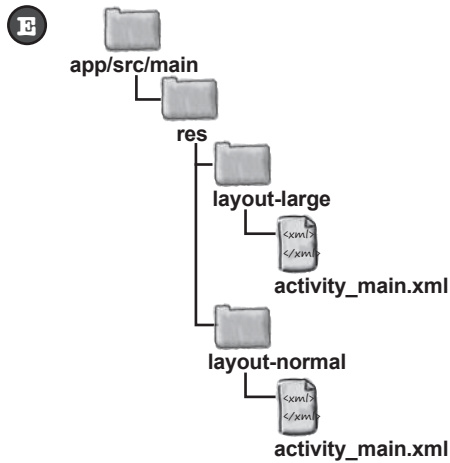 E
app/src/main
res
layout-large
<xml>
</xml>
activity_main.xml
layout-normal
<xml>
</xml>
activity_main.xml